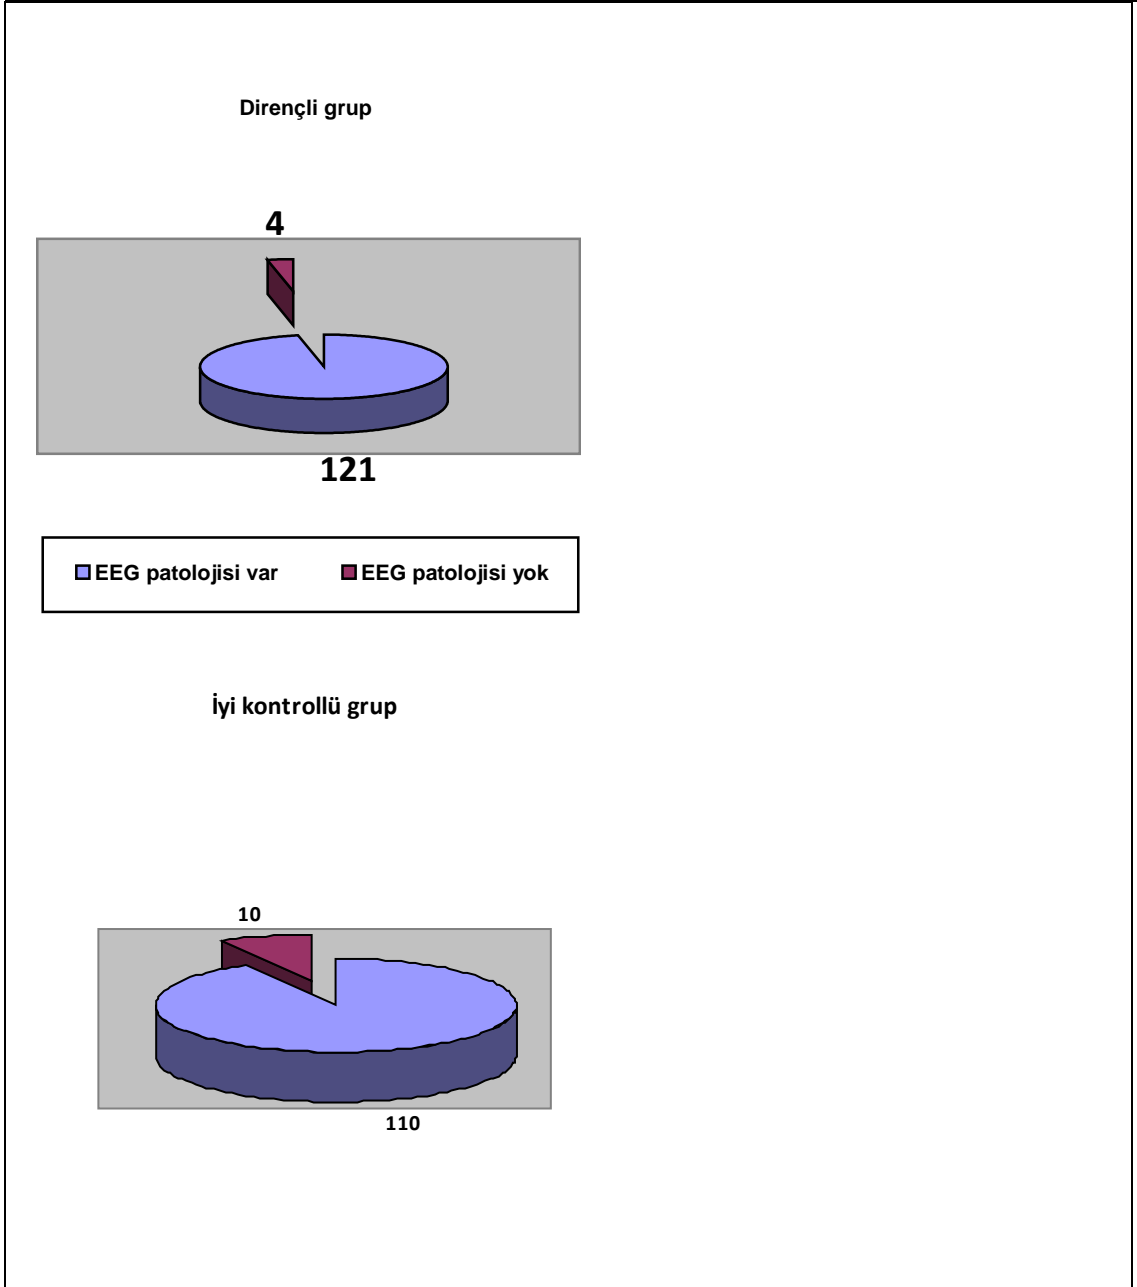 Dirençli grup
4
121
EEG patolojisi var EEG patolojisi yok
İyi kontrollü grup
10
110